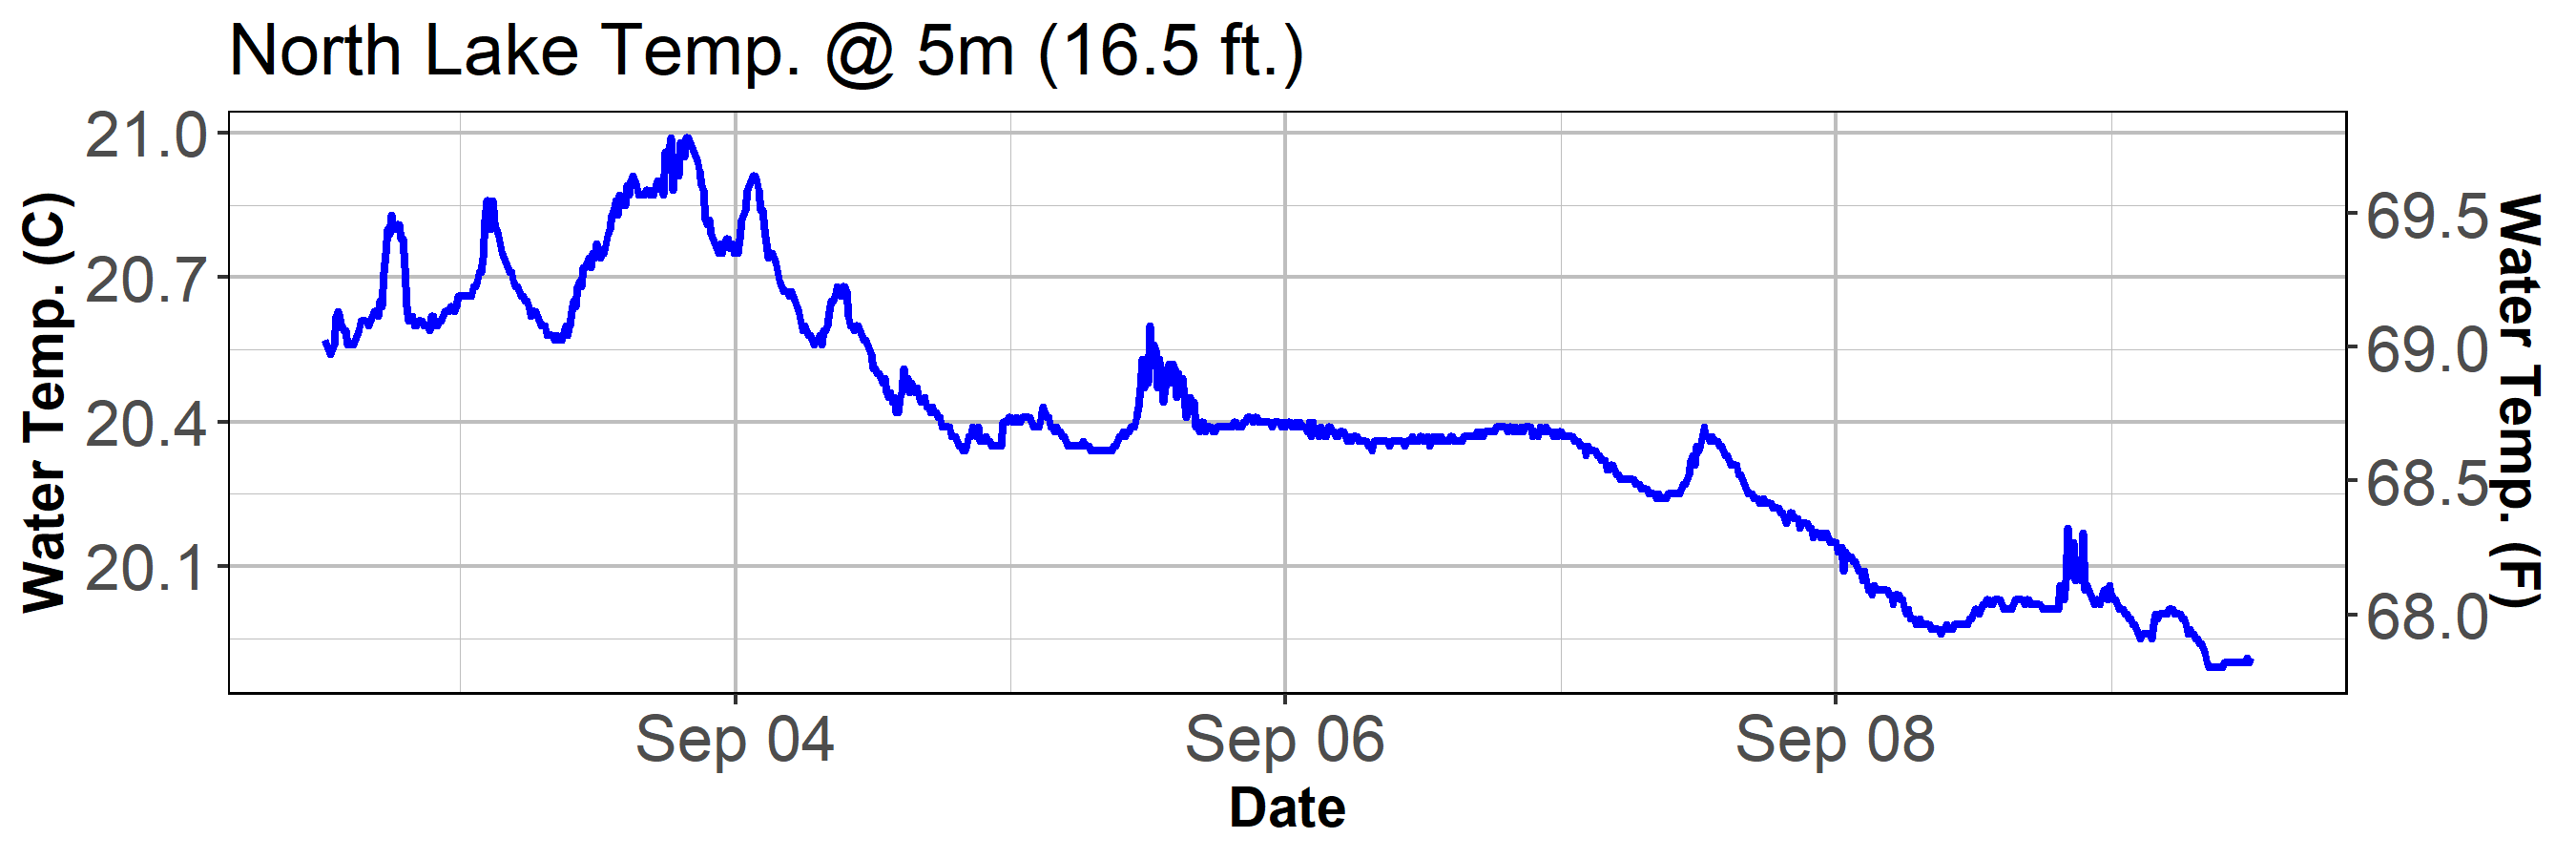 North Lake Temp. @ 5m (16.5 ft.)
Water Temp. (C)
21.0
20.7
20.4
20.1
69.5
69.0
68.5
68.0
Water Temp. (F)
Sep 04 Sep 06 Sep 08
Date